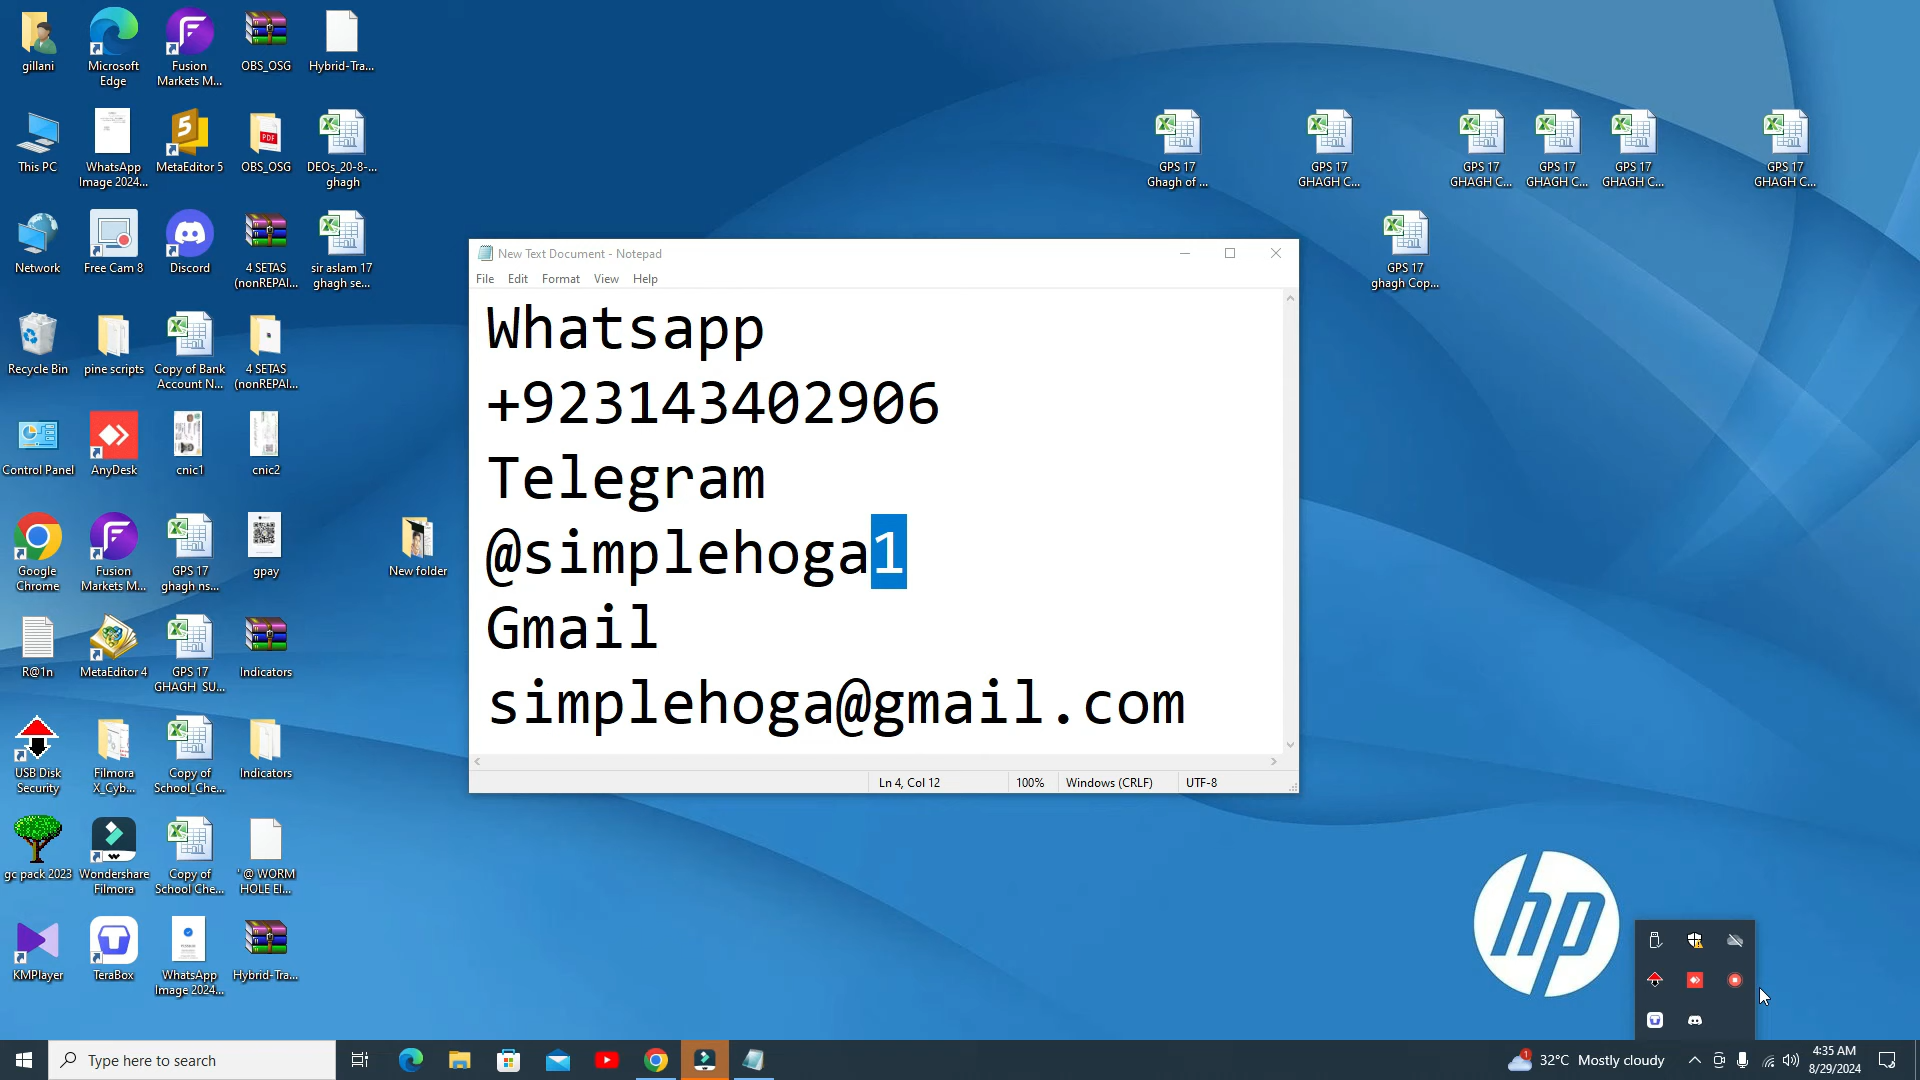 gillani
Microsoft Edge
Fusion Markets M...
OBS_OSG
Hybrid-Tra...
This PC
WhatsApp Image 2024...
MetaEditor 5
OBS_OSG
DEOs_20-8-... ghagh
Network
Free Cam 8
Discord
4 SETAS (nonREPAI...
sir aslam 17 ghagh se...
Recycle Bin
pine scripts
Copy of Bank Account N...
4 SETAS (nonREPAI...
Control Panel
AnyDesk
cnic1
cnic2
Google Chrome
Fusion Markets M...
GPS 17 ghagh ns...
gpay
New folder
R@1n
MetaEditor 4
GPS 17 GHAGH SU...
Indicators
USB Disk Security
Filmora X_Cyb...
Copy of School_Che...
Indicators
gc pack 2023
Wondershare Filmora
Copy of School Che...
' @ WORM HOLE El...
KMPlayer
TeraBox
WhatsApp Image 2024...
Hybrid-Tra...
GPS 17 Ghagh of ...
GPS 17 GHAGH C...
GPS 17 GHAGH C...
GPS 17 GHAGH C...
GPS 17 GHAGH C...
GPS 17 GHAGH C...
GPS 17 ghagh Cop...
New Text Document - Notepad
File Edit Format View Help
Whatsapp
+923143402906
Telegram
@simplehoga1
Gmail
simplehoga@gmail.com
Ln 4, Col 12 100% Windows (CRLF) UTF-8
hp
Type here to search
1
32°C Mostly cloudy
4:35 AM
8/29/2024